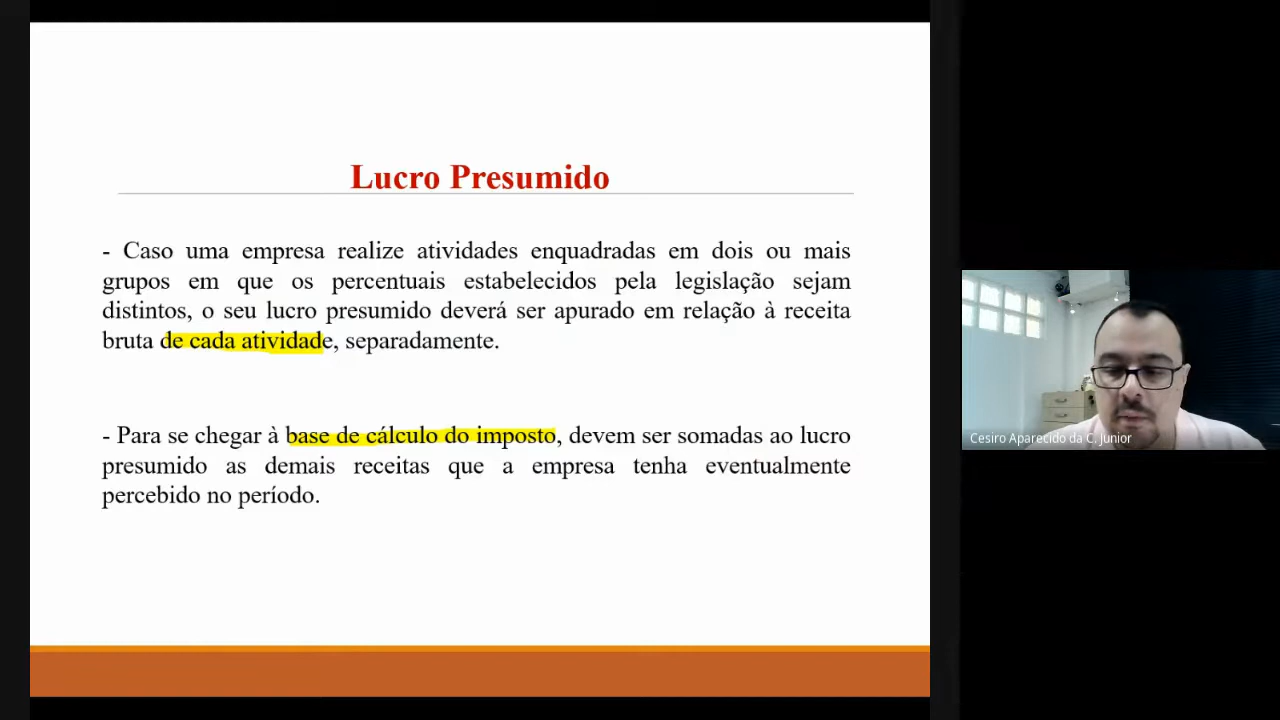 Lucro Presumido
- Caso uma empresa realize atividades enquadradas em dois ou mais
grupos em que os percentuais estabelecidos pela legislação sejam
distintos, o seu lucro presumido deverá ser apurado em relação à receita
bruta de cada atividade, separadamente.
- Para se chegar à base de cálculo do imposto, devem ser somadas ao lucro
presumido as demais receitas que a empresa tenha eventualmente
percebido no período.
Cesiro Aparecido da C. Junior